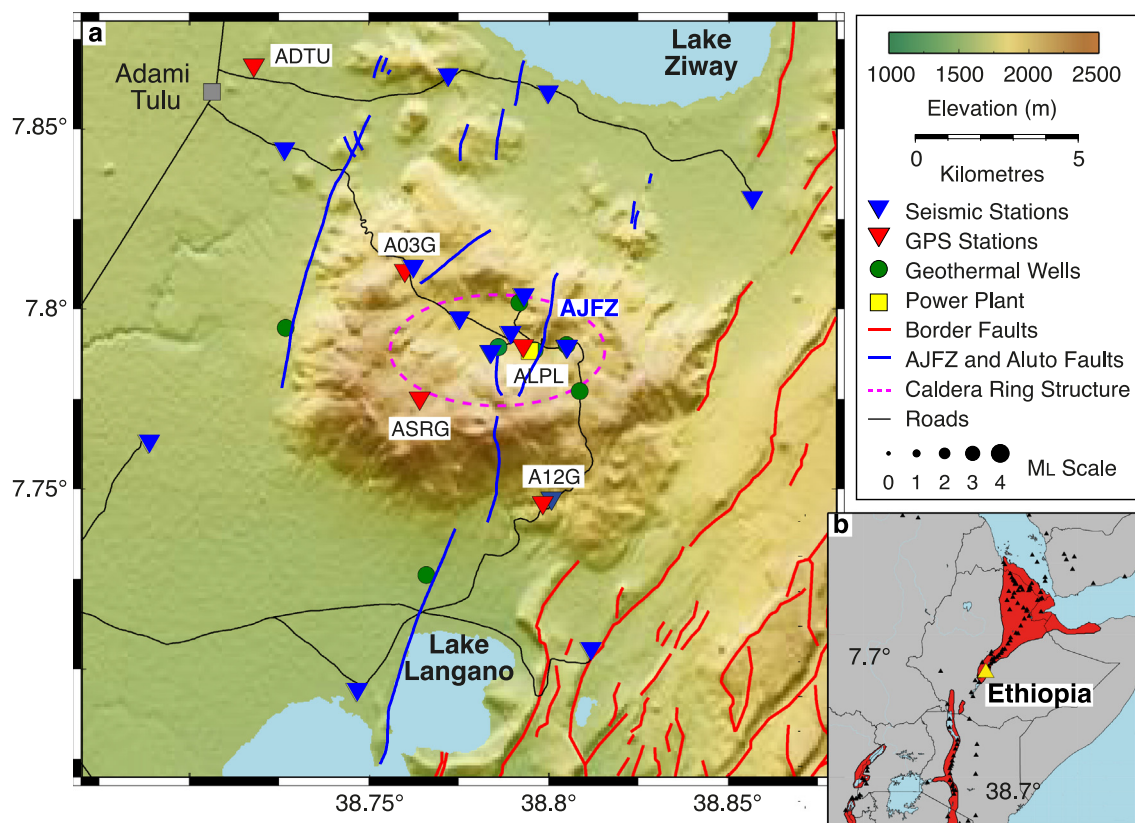 a
ADTU
Adami
Tulu
Lake
Ziway
A03G
AJFZ
ALPL
ASRG
A12G
Lake
Langano
7.85°
7.8°
7.75°
7.7°
38.75°
38.8°
38.85°
38.7°
1000 1500 2000 2500
Elevation (m)
0 5
Kilometres
Seismic Stations
GPS Stations
Geothermal Wells
Power Plant
Border Faults
AJFZ and Aluto Faults
Caldera Ring Structure
Roads
ML Scale
0 1 2 3 4
b
Ethiopia